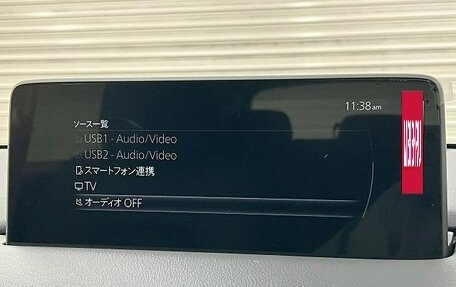 11:38am
ソース一覧
USB1 - Audio/Video
USB2 - Audio/Video
スマートフォン連携
TV
オーディオ OFF